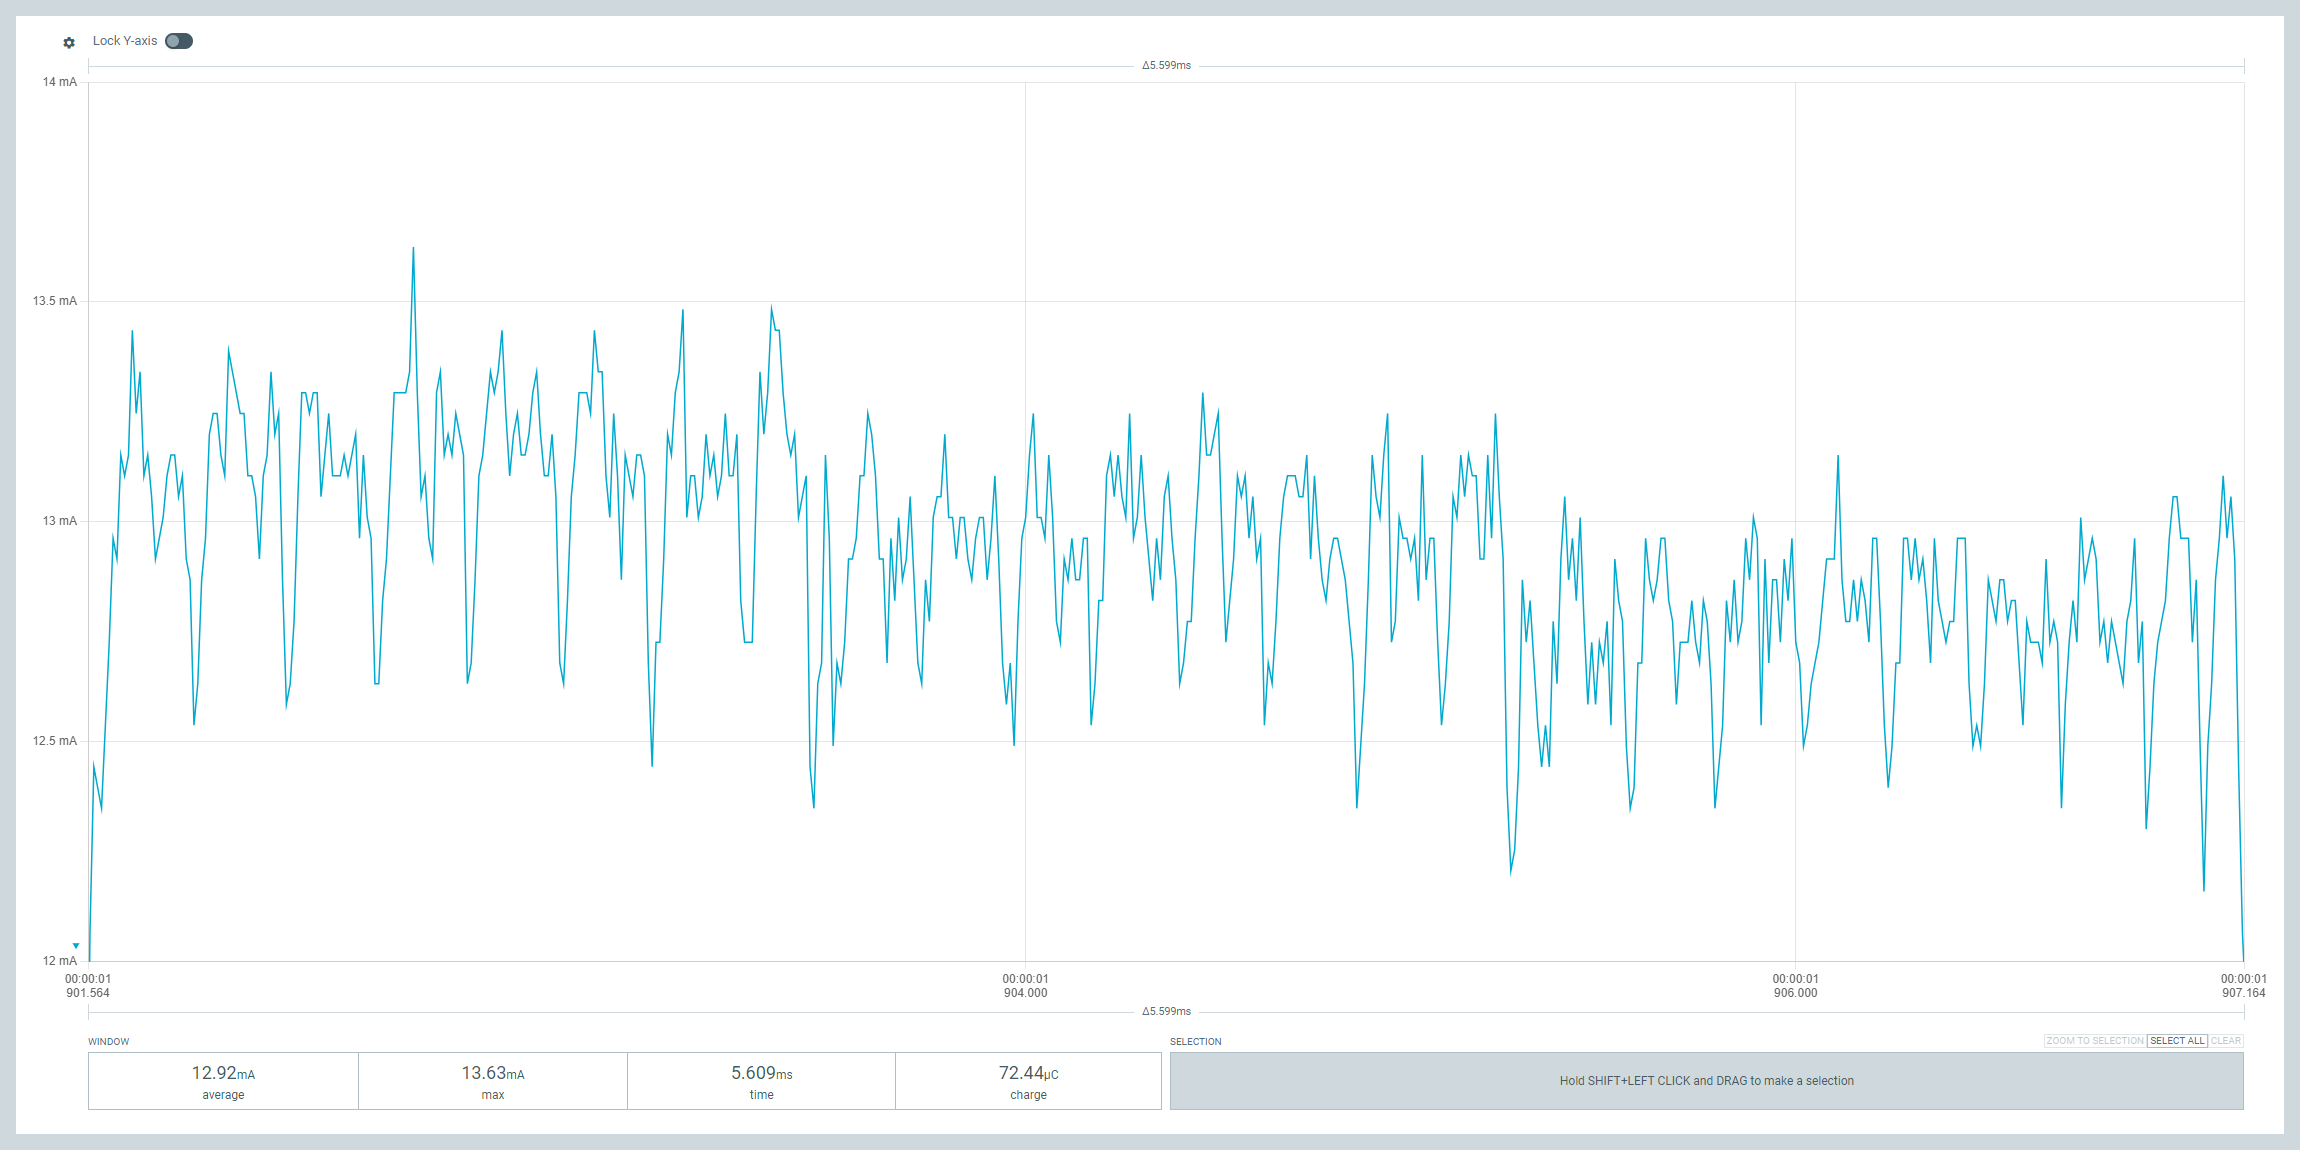 Lock Y-axis
Δ5.599ms
14 mA
13.5 mA
13 mA
12.5 mA
12 mA
00:00:01
901.564
00:00:01
904.000
00:00:01
906.000
00:00:01
907.164
Δ5.599ms
WINDOW
12.92mA
average
13.63mA
max
5.609ms
time
72.44μC
charge
SELECTION
ZOOM TO SELECTION SELECT ALL CLEAR
Hold SHIFT+LEFT CLICK and DRAG to make a selection